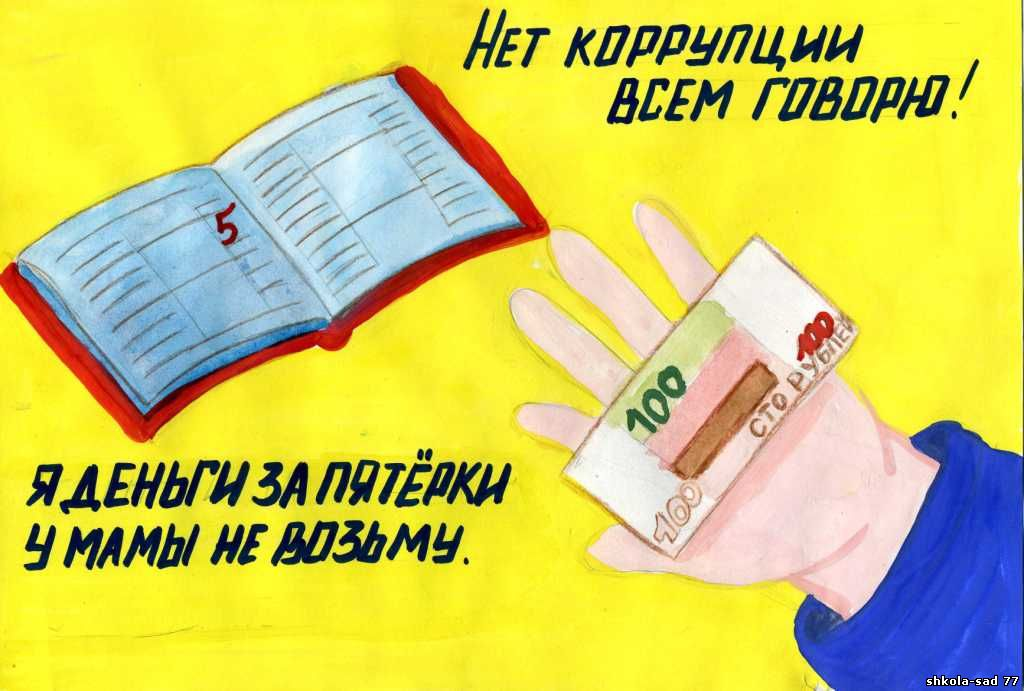 Нет коррупции
всем говорю!
5
100
100
сто рублей
100
Я деньги за пятёрки
у мамы не возьму.
shkola-sad 77